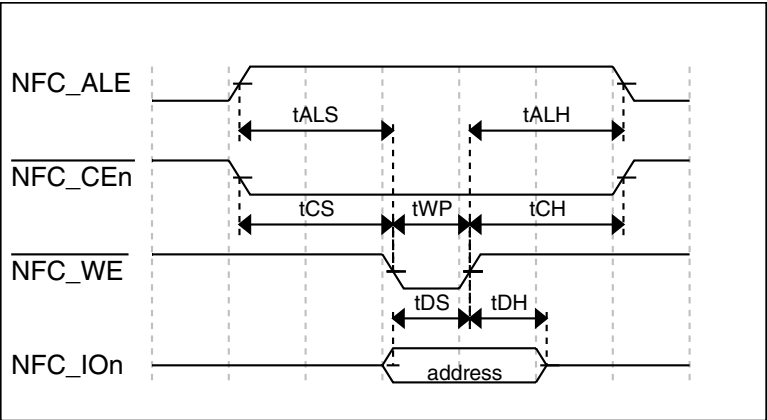 NFC_ALE
tALS tALH
NFC_CEn
tCS tWP tCH
NFC_WE
tDS tDH
NFC_IOn
address